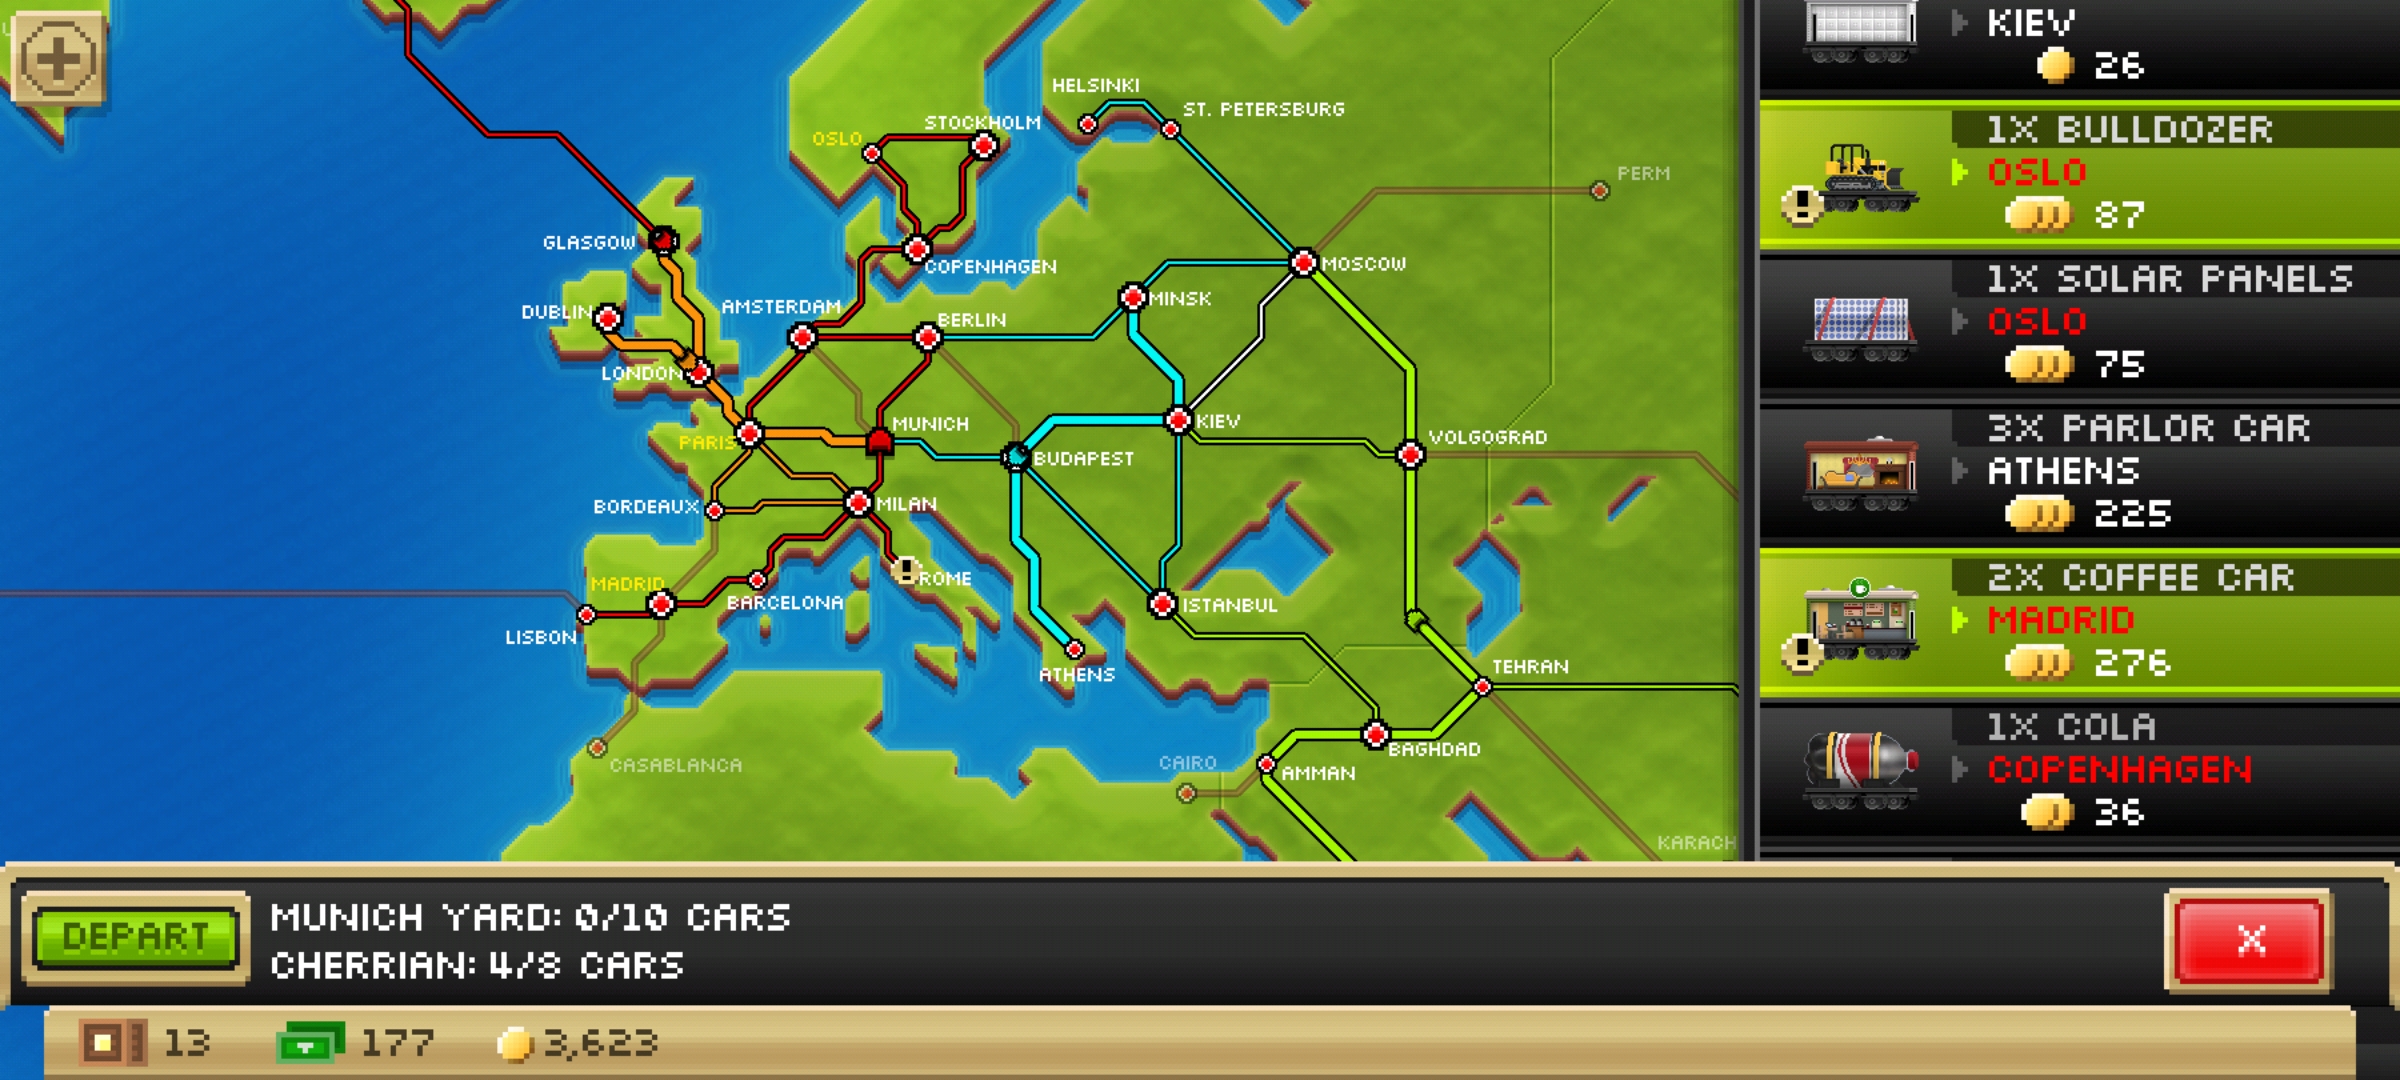 HELSINKI
ST. PETERSBURG
STOCKHOLM
OSLO
PERM
GLASGOW
COPENHAGEN
MOSCOW
MINSK
DUBLIN
AMSTERDAM
BERLIN
LONDON
MUNICH
KIEV
VOLGOGRAD
PARIS
BUDAPEST
BORDEAUX
MILAN
MADRID
ROME
BARCELONA
ISTANBUL
LISBON
ATHENS
TEHRAN
BAGHDAD
CASABLANCA
CAIRO
AMMAN
KARACH
KIEV
26
1X BULLDOZER
OSLO
87
1X SOLAR PANELS
OSLO
75
3X PARLOR CAR
ATHENS
225
2X COFFEE CAR
MADRID
276
1X COLA
COPENHAGEN
36
DEPART
MUNICH YARD: 0/10 CARS
CHERRIAN: 4/8 CARS
X
13
177
3,623